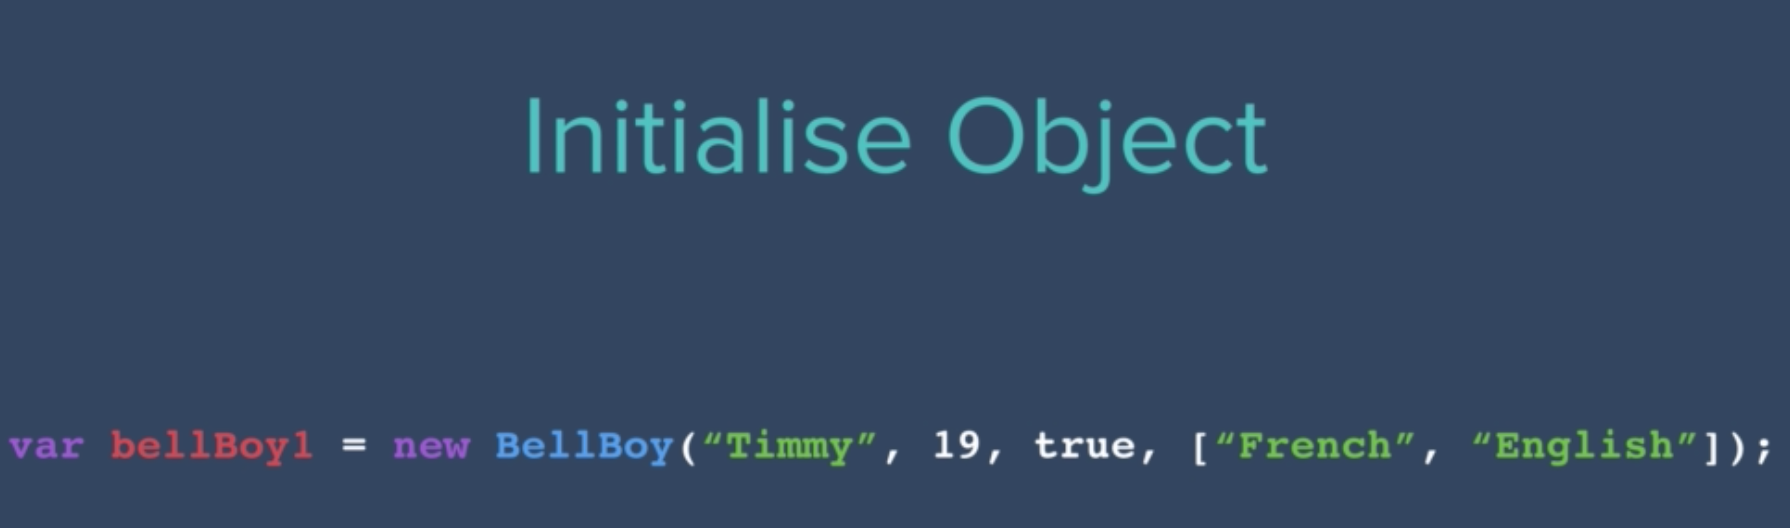 Initialise Object
var bellBoy1 = new BellBoy(“Timmy”, 19, true, [“French”, “English”]);